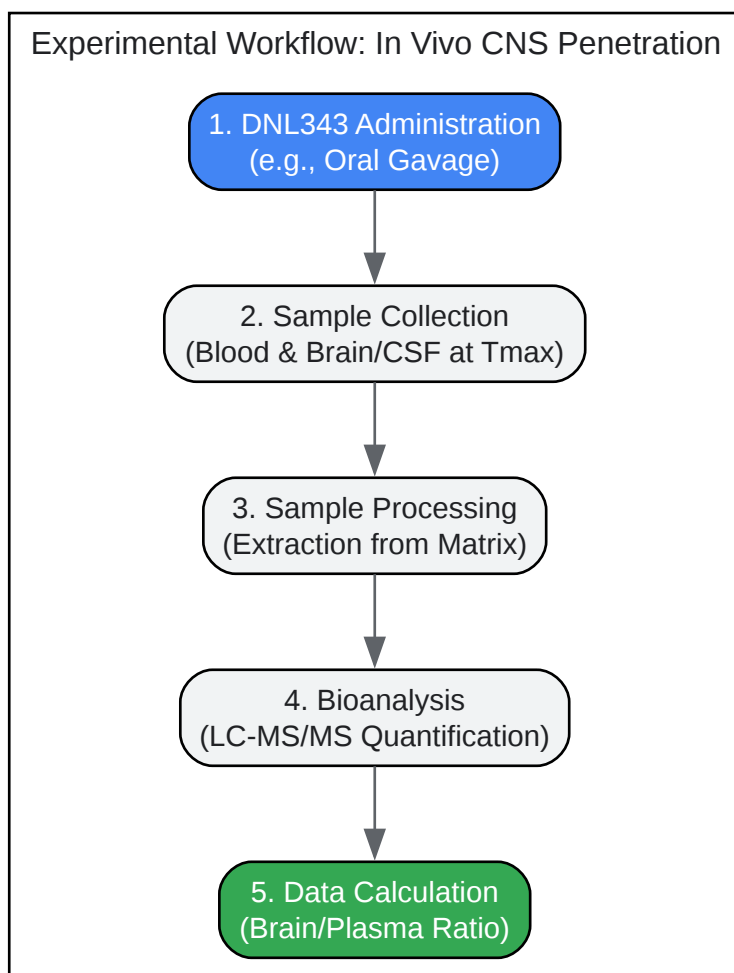 Experimental Workflow: In Vivo CNS Penetration
1. DNL343 Administration
(e.g., Oral Gavage)
2. Sample Collection
(Blood & Brain/CSF at Tmax)
3. Sample Processing
(Extraction from Matrix)
4. Bioanalysis
(LC-MS/MS Quantification)
5. Data Calculation
(Brain/Plasma Ratio)